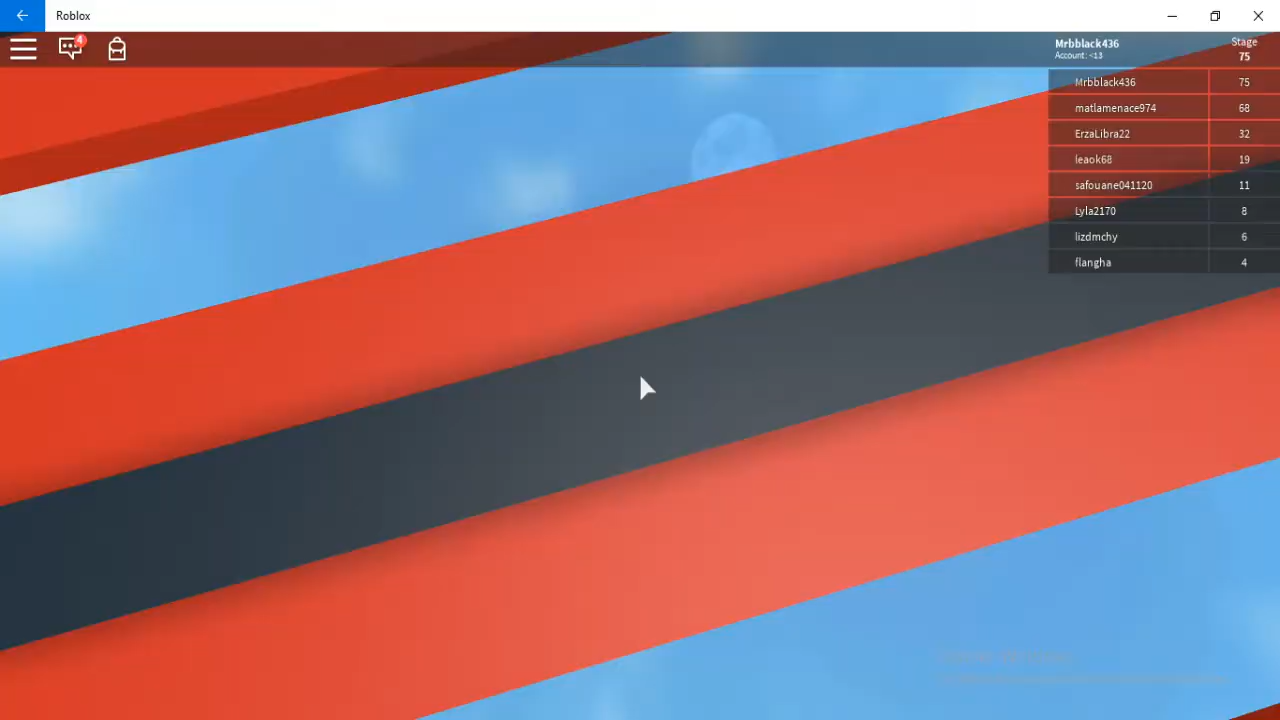 Roblox
4
Mrbblack436
Account: <13
Stage
75
Mrbblack436 75
matlamenace974 68
ErzaLibra22 32
leaok68 19
safouane041120 11
Lyla2170 8
lizdmchy 6
flangha 4